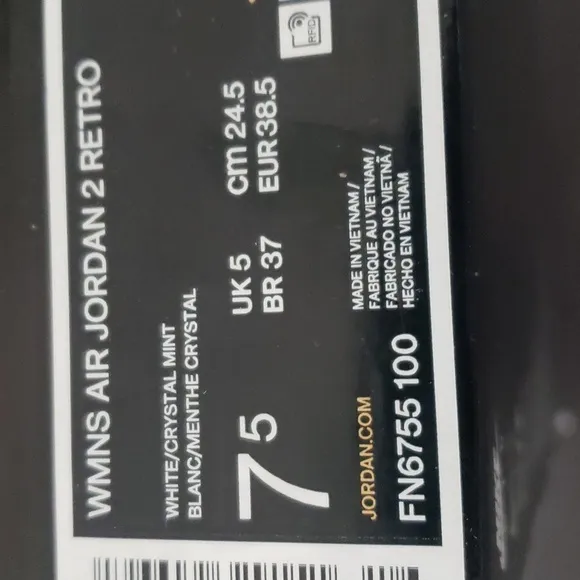 WMNS AIR JORDAN 2 RETRO
WHITE/CRYSTAL MINT
BLANC/MENTHE CRYSTAL
7 5
UK 5
BR 37
cm 24.5
EUR 38.5
JORDAN.COM
FN6755 100
MADE IN VIETNAM /
FABRIQUE AU VIETNAM /
FABRICADO NO VIETNÃ /
HECHO EN VIETNAM
RFID